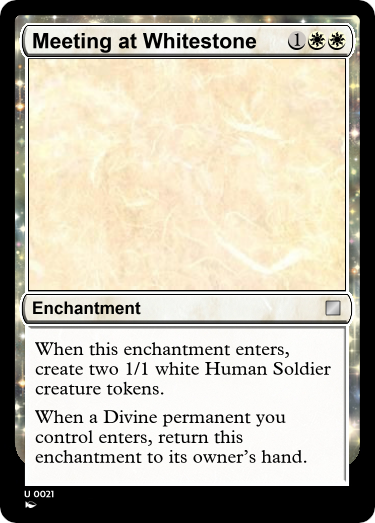 Meeting at Whitestone 1
Enchantment
When this enchantment enters,
create two 1/1 white Human Soldier
creature tokens.
When a Divine permanent you
control enters, return this
enchantment to its owner's hand.
U 0021